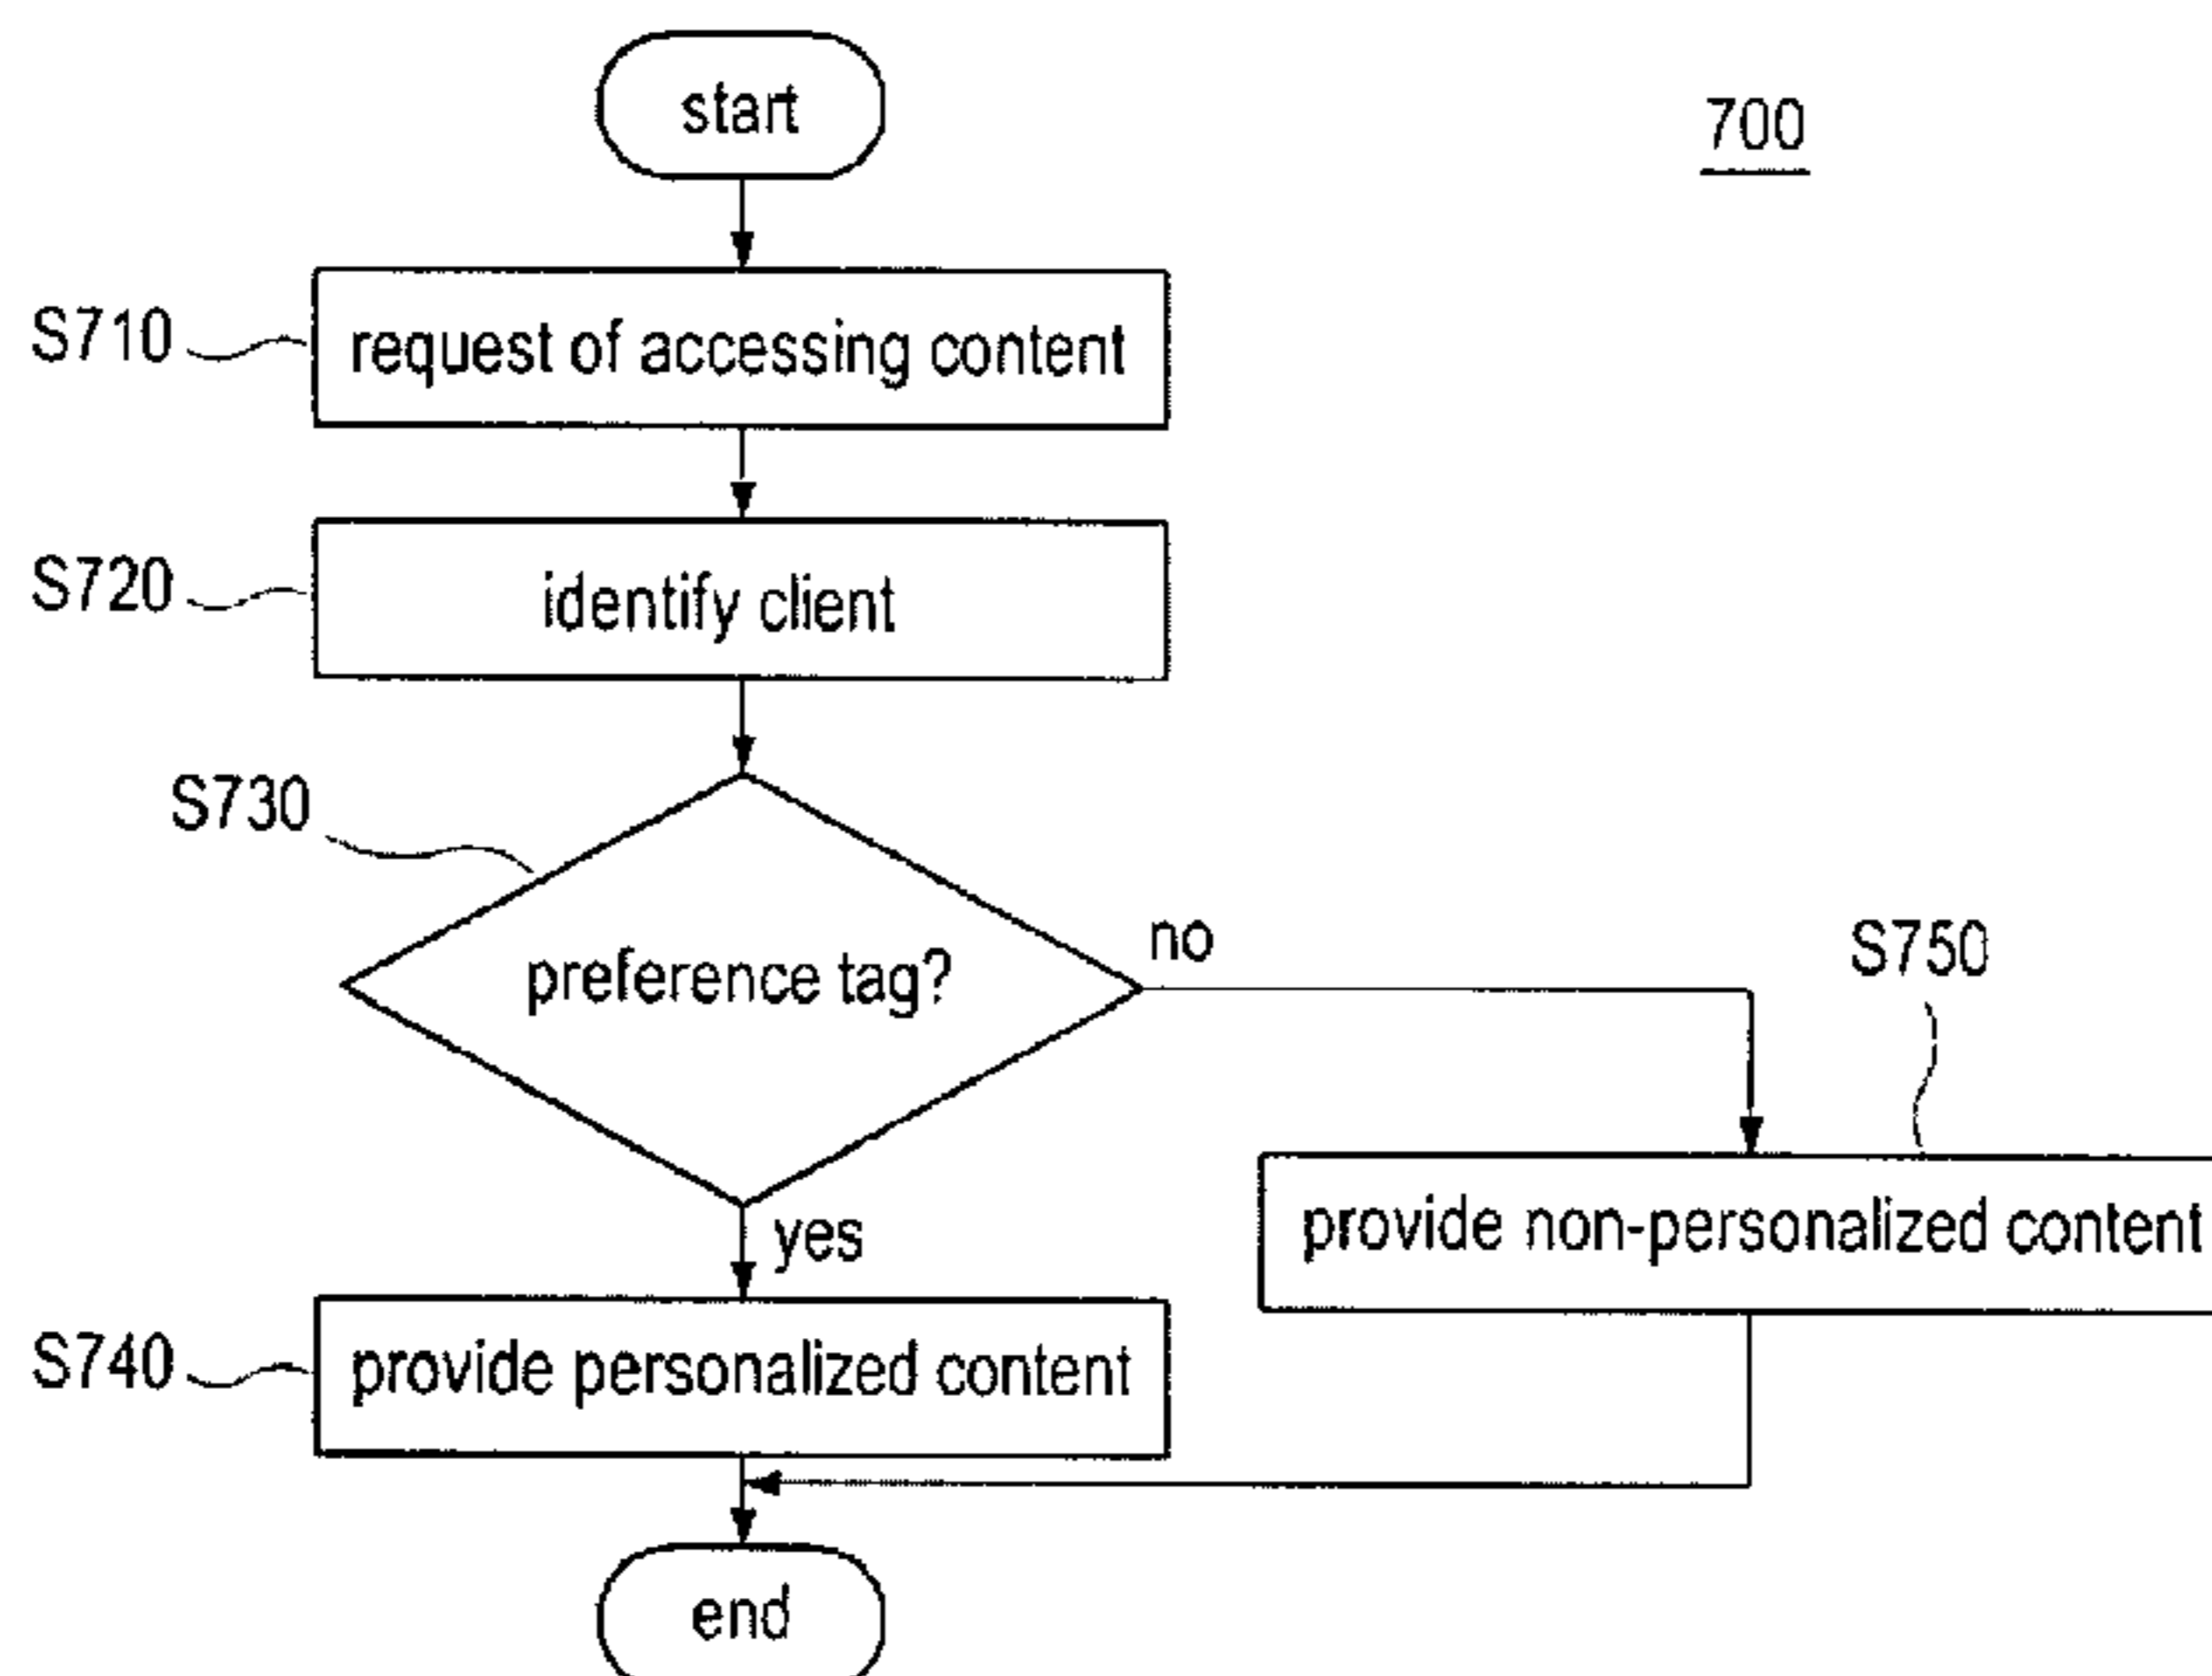 start
700
S710
request of accessing content
S720
identify client
S730
preference tag?
no
S750
provide non-personalized content
yes
S740
provide personalized content
end